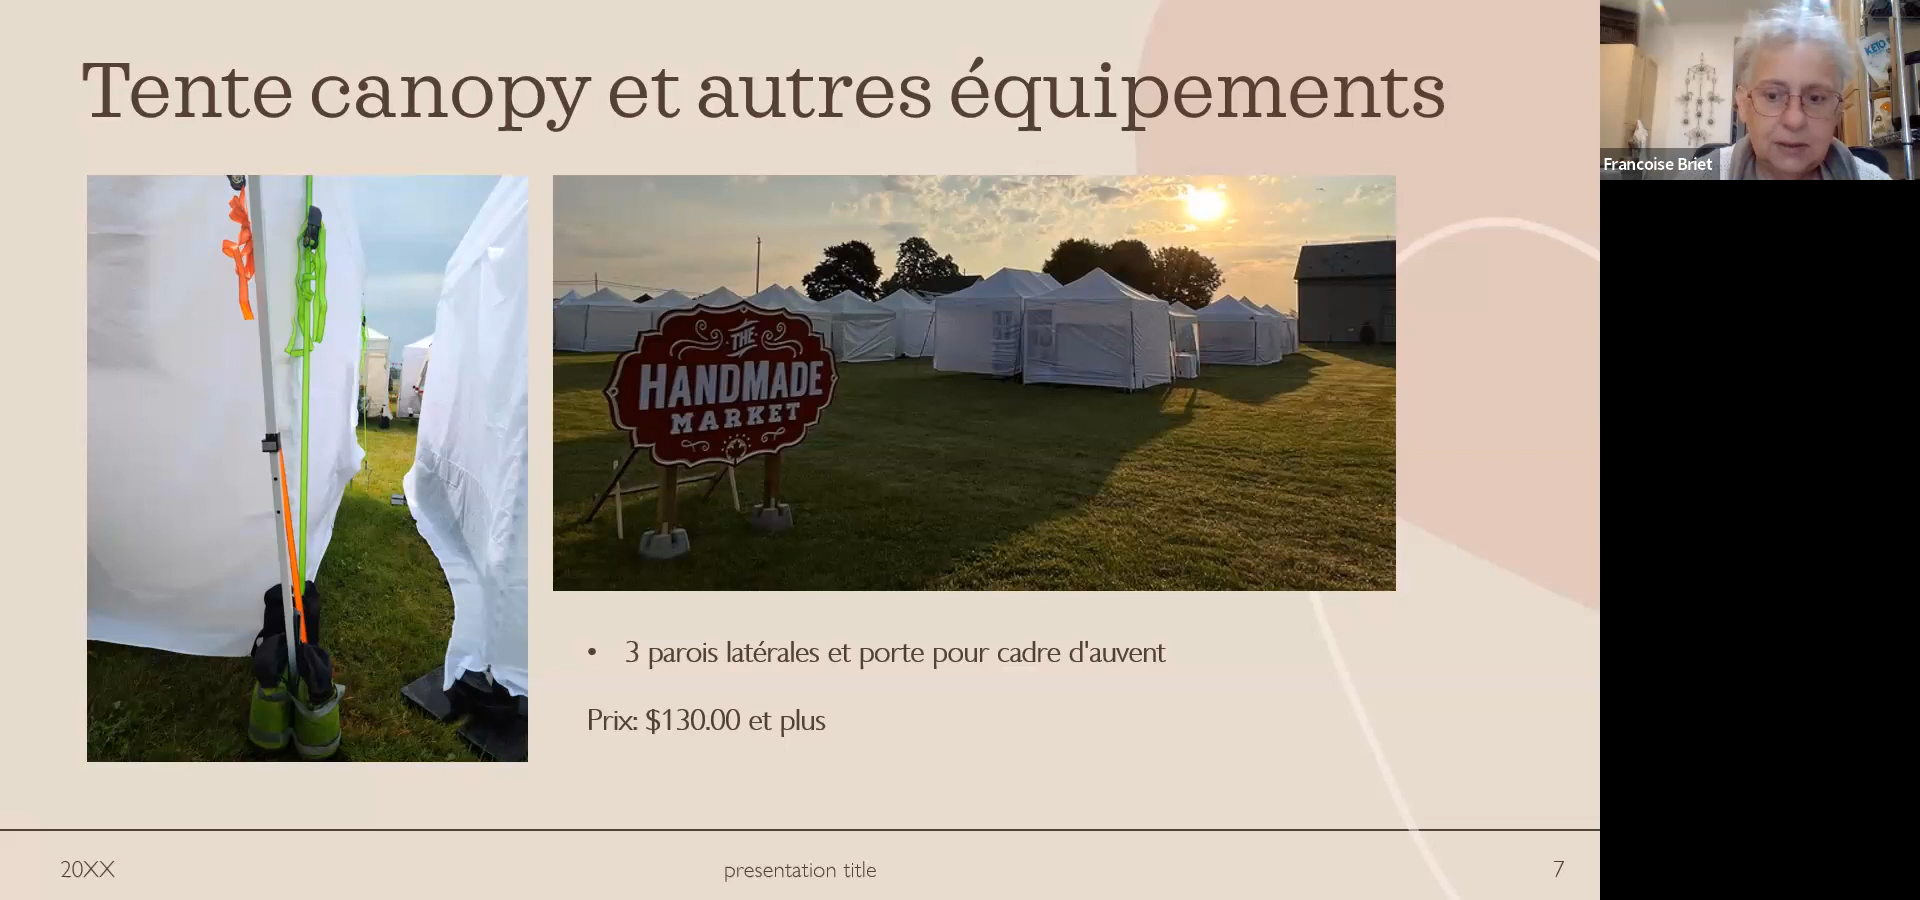 Tente canopy et autres équipements
THE
HANDMADE
MARKET
• 3 parois latérales et porte pour cadre d'auvent
Prix: $130.00 et plus
20XX
presentation title
7
KETO
Francoise Briet